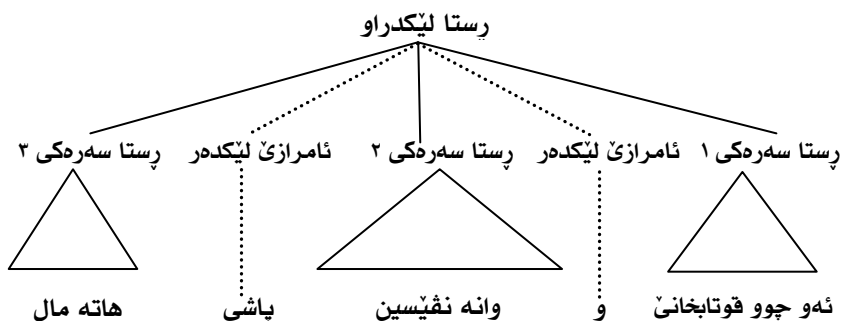 ڕستا لێکدراو
ڕستا سەرەکی ١ ئامرازێ لێکدەر ڕستا سەرەکی ٢ ئامرازێ لێکدەر ڕستا سەرەکی ٣
ئەو چوو قوتابخانێ و وانە نڤێسین پاشی هاتە مال